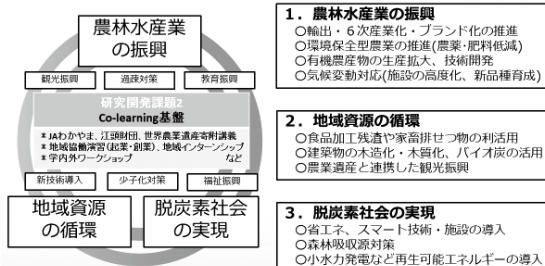 農林水産業
の振興
観光振興
過疎対策
教育振興
研究開発課題2
Co-learning基盤
※JAわかやま、江頭財団、世界農業遺産寄附講義
※地域協働演習(起業・創業)、地域インターンシップ
※学内外ワークショップ など
新技術導入
少子化対策
福祉振興
地域資源
の循環
脱炭素社会
の実現
1．農林水産業の振興
○輸出・６次産業化・ブランド化の推進
○環境保全型農業の推進(農薬・肥料低減)
○有機農産物の生産拡大、技術開発
○気候変動対応(施設の高度化、新品種育成)
2．地域資源の循環
○食品加工残渣や家畜排せつ物の利活用
○建築物の木造化・木質化、バイオ炭の活用
○農業遺産と連携した観光振興
3．脱炭素社会の実現
○省エネ、スマート技術・施設の導入
○森林吸収源対策
○小水力発電など再生可能エネルギーの導入